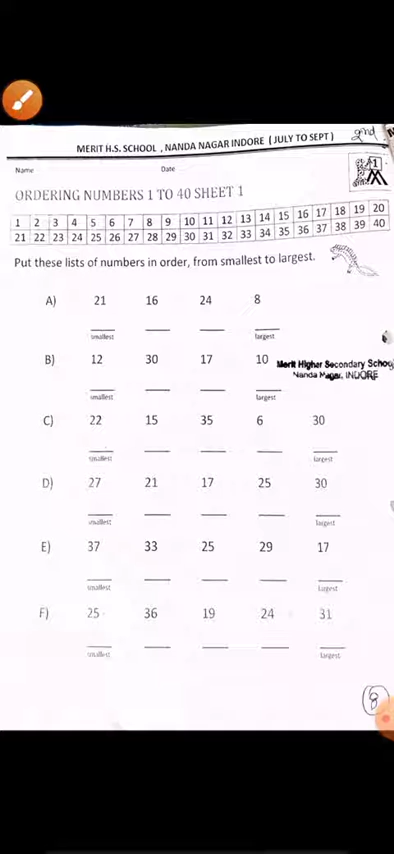 MERIT H.S. SCHOOL , NANDA NAGAR INDORE ( JULY TO SEPT )
Name
Date
ORDERING NUMBERS 1 TO 40 SHEET 1
1 2 3 4 5 6 7 8 9 10 11 12 13 14 15 16 17 18 19 20
21 22 23 24 25 26 27 28 29 30 31 32 33 34 35 36 37 38 39 40
Put these lists of numbers in order, from smallest to largest.
A) 21 16 24 8
smallest largest
B) 12 30 17 10
Merit Higher Secondary School
Nanda Nagar, INDORE
smallest largest
C) 22 15 35 6 30
smallest largest
D) 27 21 17 25 30
smallest largest
E) 37 33 25 29 17
smallest largest
F) 25 36 19 24 31
smallest largest
8